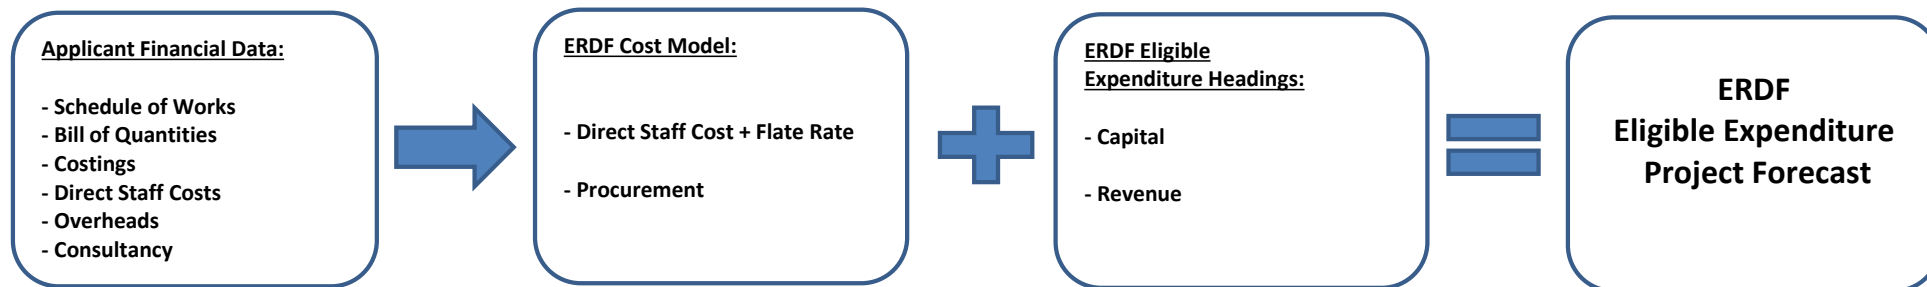 Applicant Financial Data:
- Schedule of Works
- Bill of Quantities
- Costings
- Direct Staff Costs
- Overheads
- Consultancy
ERDF Cost Model:
- Direct Staff Cost + Flate Rate
- Procurement
ERDF Eligible
Expenditure Headings:
- Capital
- Revenue
ERDF
Eligible Expenditure
Project Forecast